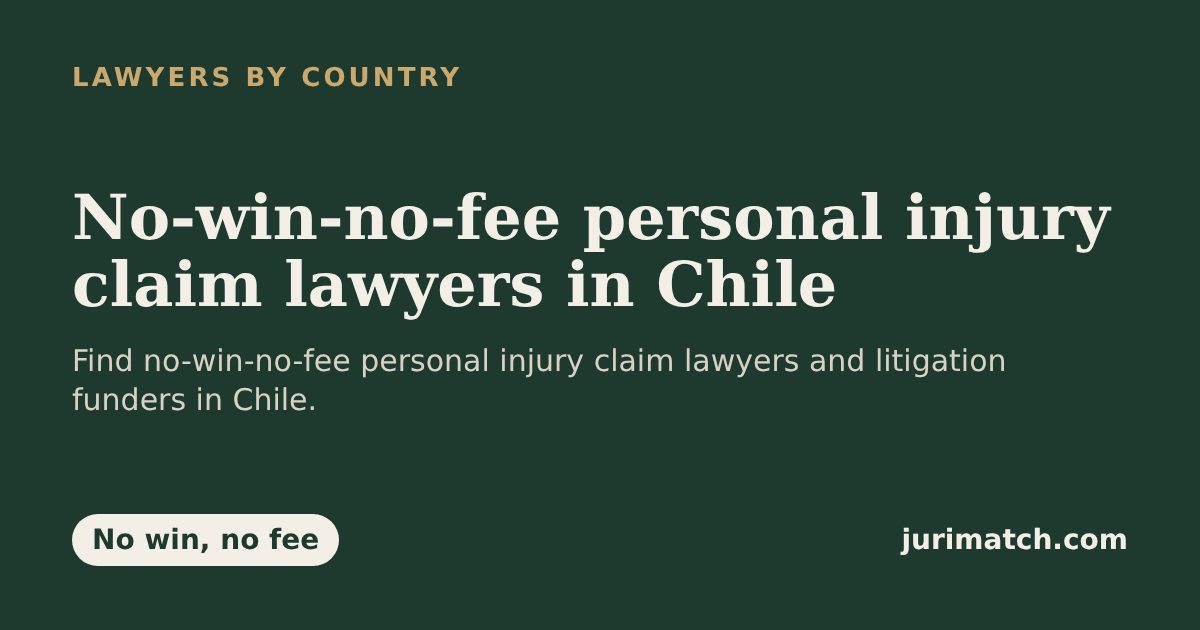 LAWYERS BY COUNTRY
No-win-no-fee personal injury
claim lawyers in Chile
Find no-win-no-fee personal injury claim lawyers and litigation
funders in Chile.
No win, no fee
jurimatch.com